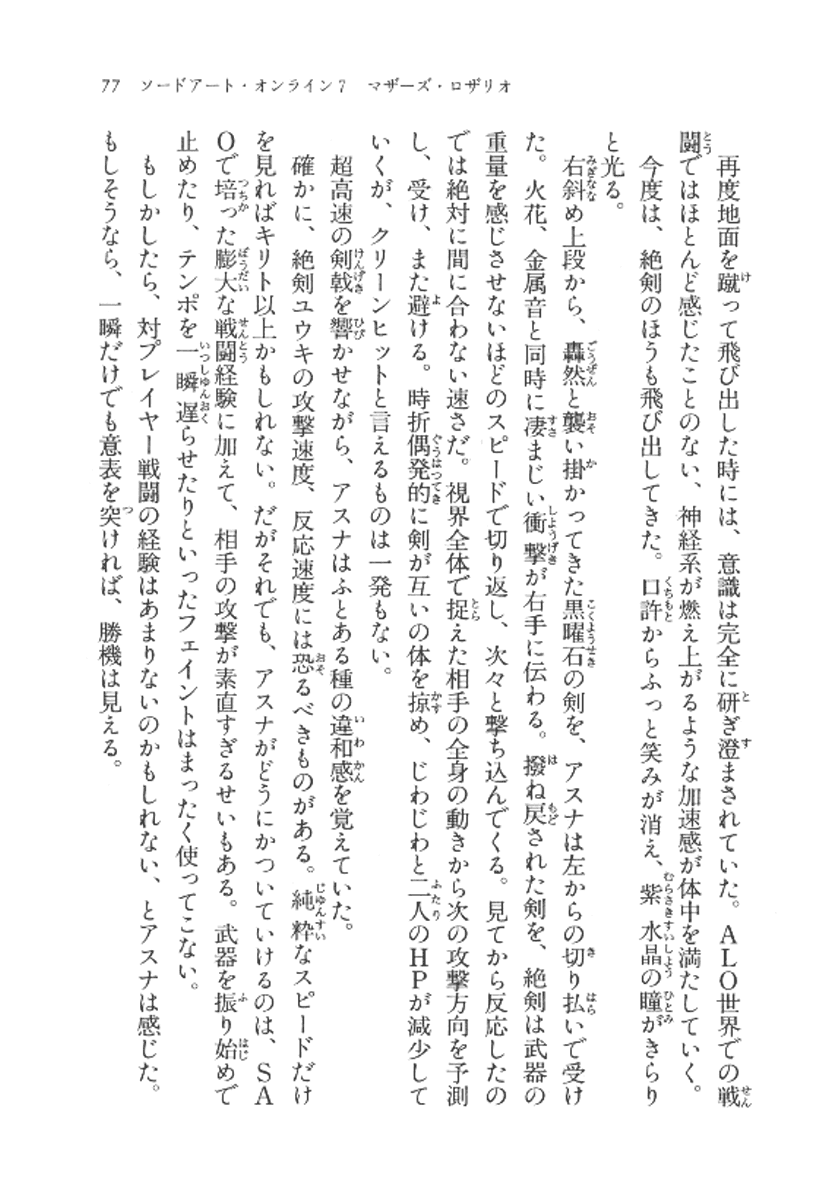 77　ソードアート・オンライン7　マザーズ・ロザリオ
　再度地面を蹴って飛び出した時には、意識は完全に研ぎ澄まされていた。ALO世界での戦
闘ではほとんど感じたことのない、神経系が燃え上がるような加速感が体中を満たしていく。
　今度は、絶剣のほうも飛び出してきた。口許からふっと笑みが消え、紫水晶の瞳がきらり
と光る。
　右斜め上段から、轟然と襲い掛かってきた黒曜石の剣を、アスナは左からの切り払いで受け
た。火花、金属音と同時に凄まじい衝撃が右手に伝わる。撥ね戻された剣を、絶剣は武器の
重量を感じさせないほどのスピードで切り返し、次々と撃ち込んでくる。見てから反応したの
では絶対に間に合わない速さだ。視界全体で捉えた相手の全身の動きから次の攻撃方向を予測
し、受け、また避ける。時折偶発的に剣が互いの体を掠め、じわじわと二人のHPが減少して
いくが、クリーンヒットと言えるものは一発もない。
　超高速の剣戟を響かせながら、アスナはふとある種の違和感を覚えていた。
　確かに、絶剣ユウキの攻撃速度、反応速度には恐るべきものがある。純粋なスピードだけ
を見ればキリト以上かもしれない。だがそれでも、アスナがどうにかついていけるのは、SA
Oで培った膨大な戦闘経験に加えて、相手の攻撃が素直すぎるせいもある。武器を振り始めで
止めたり、テンポを一瞬遅らせたりといったフェイントはまったく使ってこない。
　もしかしたら、対プレイヤー戦闘の経験はあまりないのかもしれない、とアスナは感じた。
もしそうなら、一瞬だけでも意表を突ければ、勝機は見える。